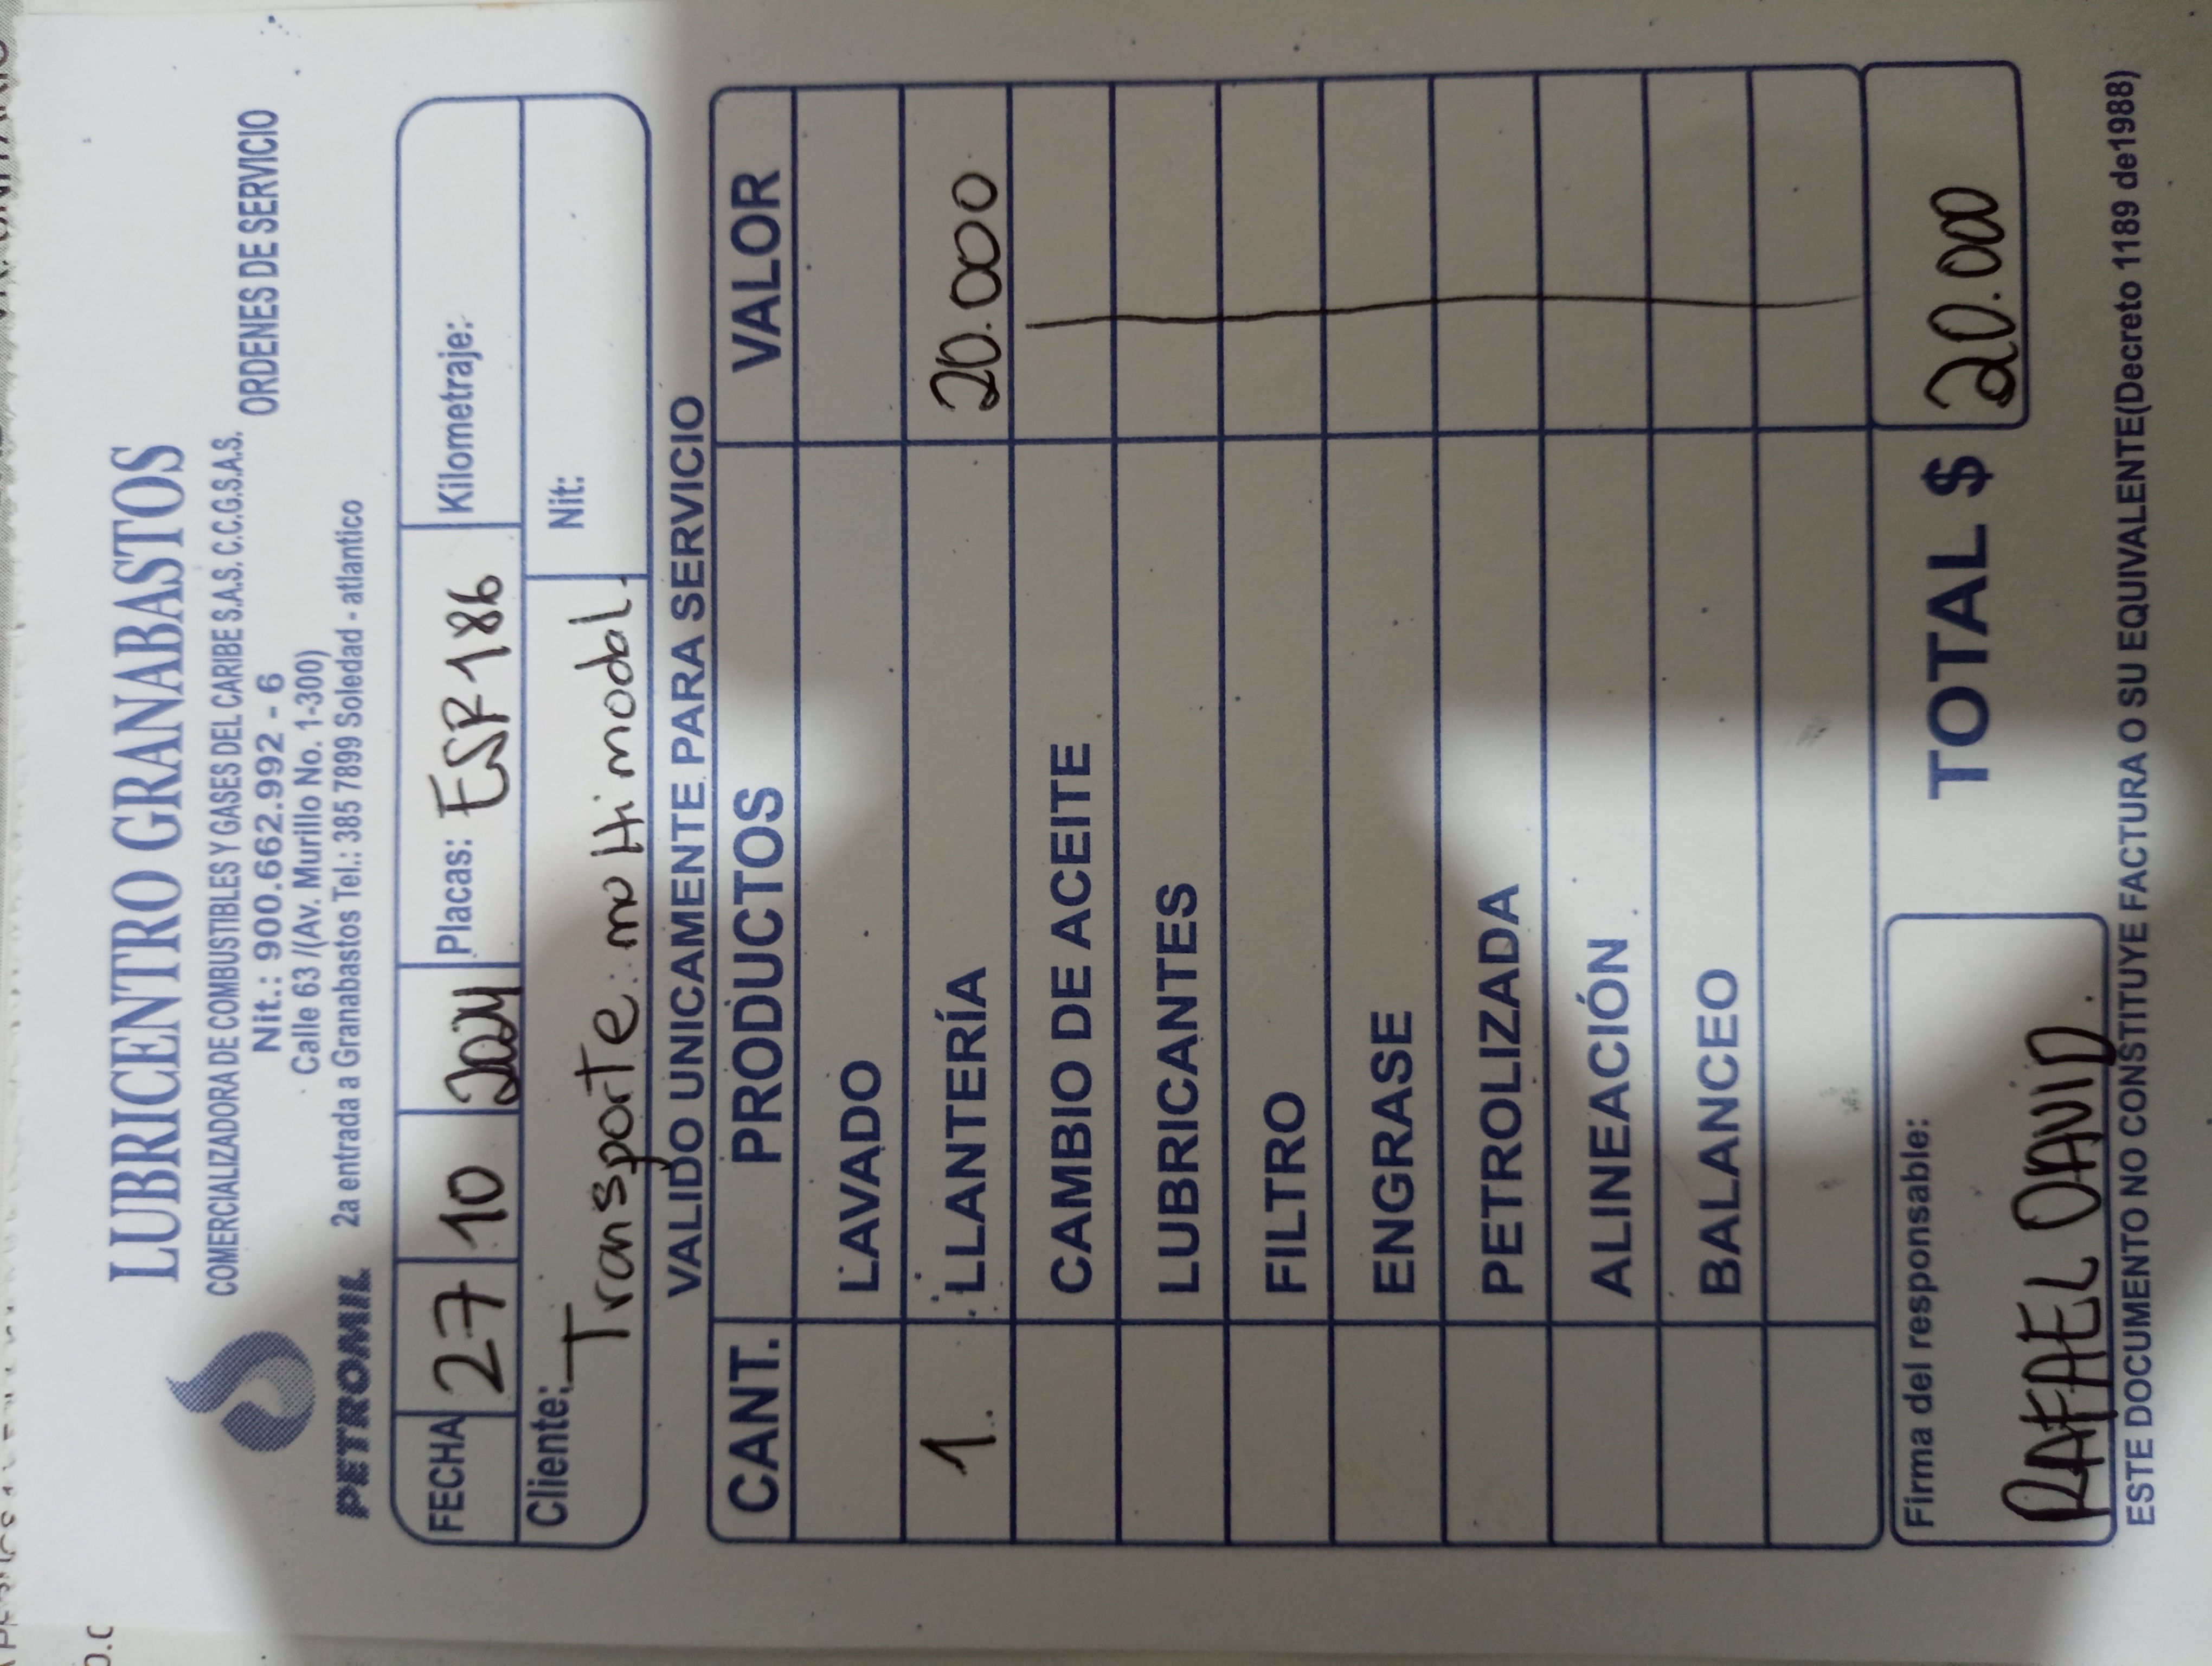 LUBRICENTRO GRANABASTOS
COMERCIALIZADORA DE COMBUSTIBLES Y GASES DEL CARIBE S.A.S. C.C.G.S.A.S.
Nit.: 900.662.992 - 6
ORDENES DE SERVICIO
Calle 63 /(Av. Murillo No. 1-300)
PETROMIL
2a entrada a Granabastos Tel.: 385 7899 Soledad - atlantico
FECHA 27 10 2024 Placas: ESR186 Kilometraje:
Cliente: Transporte multimodal. Nit:
VALIDO UNICAMENTE PARA SERVICIO
CANT. PRODUCTOS VALOR
LAVADO
1. LLANTERÍA 20.000
CAMBIO DE ACEITE
LUBRICANTES
FILTRO
ENGRASE
PETROLIZADA
ALINEACIÓN
BALANCEO
Firma del responsable: TOTAL $ 20.000
RAFAEL DAVID.
ESTE DOCUMENTO NO CONSTITUYE FACTURA O SU EQUIVALENTE(Decreto 1189 de1988)